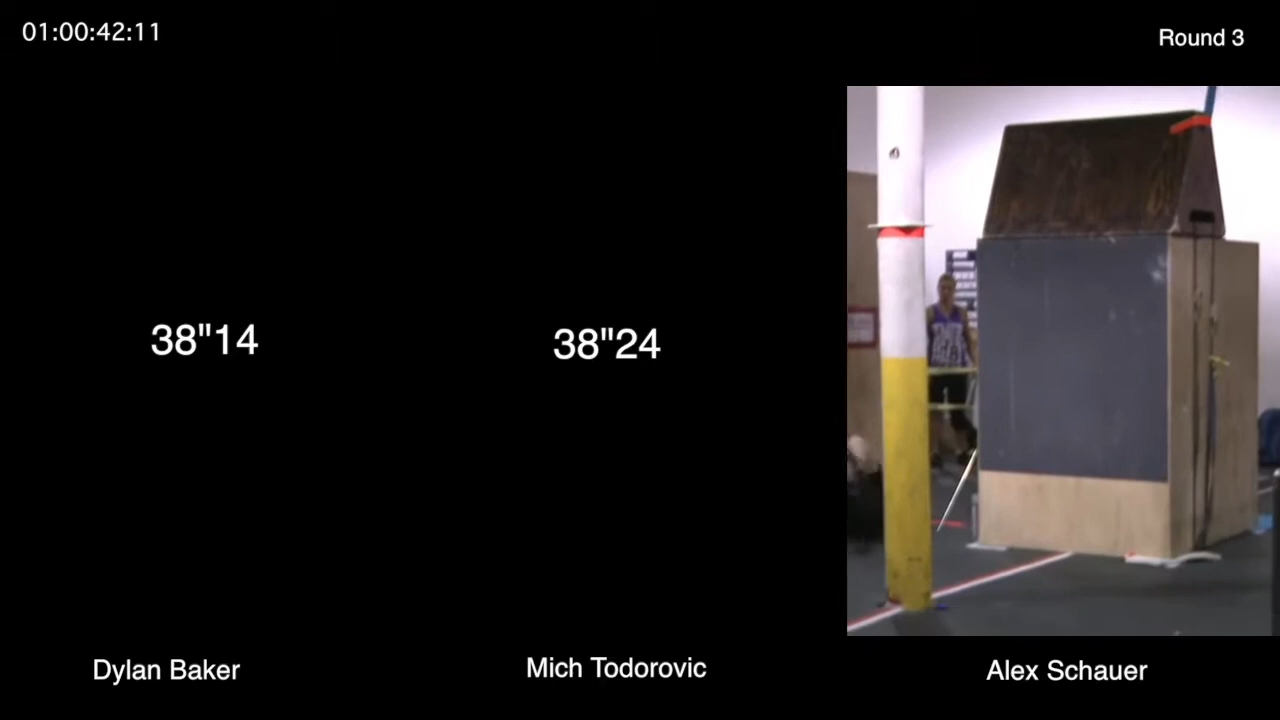 01:00:42:11
Round 3
38"14
38"24
Dylan Baker
Mich Todorovic
Alex Schauer